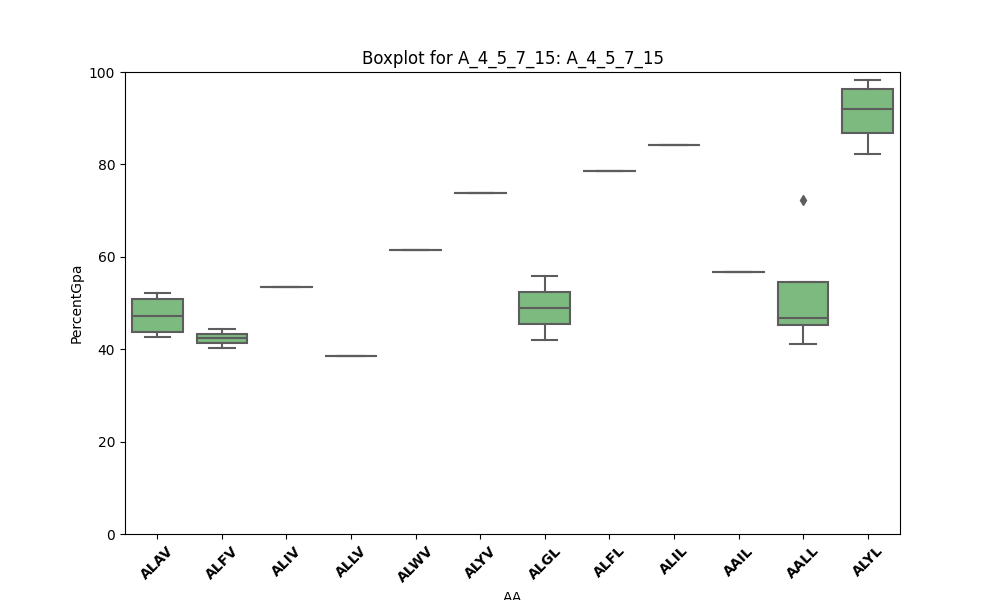 Boxplot for A_4_5_7_15: A_4_5_7_15
100
80
60
40
20
0
PercentGpa
ALAV
ALFV
ALIV
ALLV
ALWV
ALYV
ALGL
ALFL
ALIL
AAIL
AALL
ALYL
AA